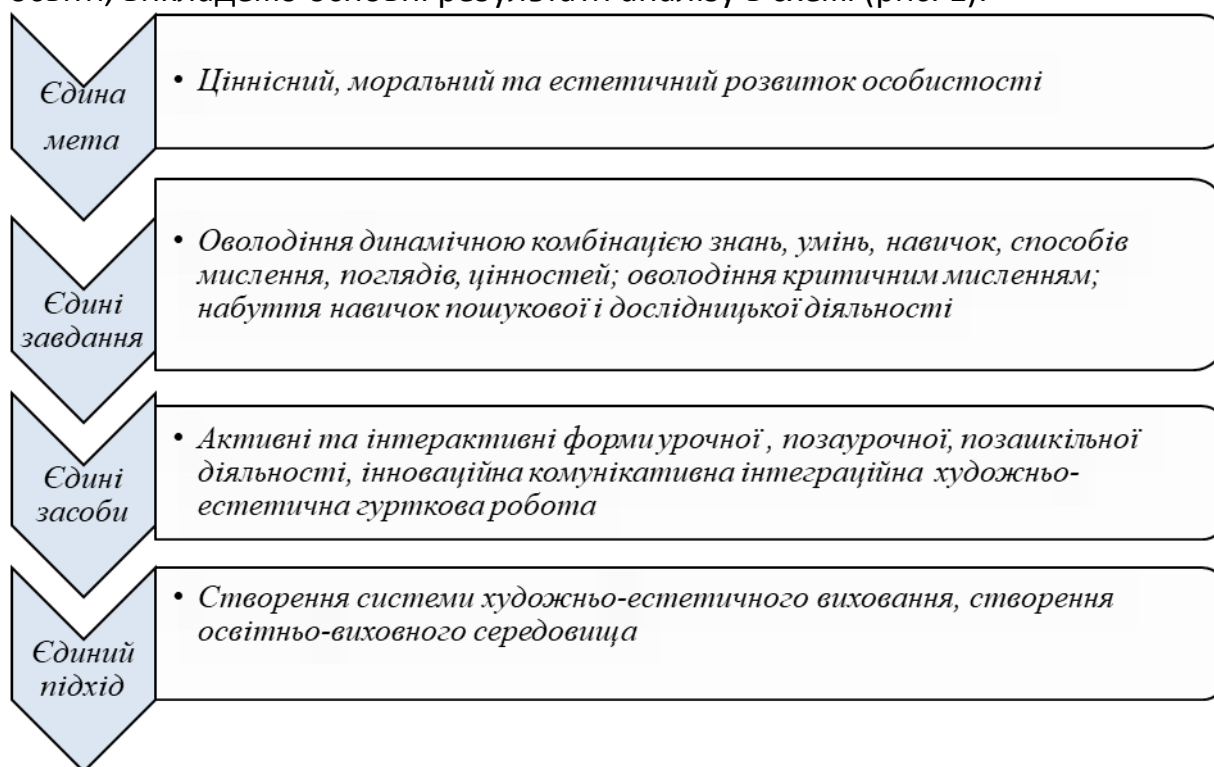 освіти, викладемо основні результати аналізу в схемі (рис. 1).
Єдина
мета
• Ціннісний, моральний та естетичний розвиток особистості
Єдині
завдання
• Оволодіння динамічною комбінацією знань, умінь, навичок, способів
мислення, поглядів, цінностей; оволодіння критичним мисленням;
набуття навичок пошукової і дослідницької діяльності
Єдині
засоби
• Активні та інтерактивні форми урочної , позаурочної, позашкільної
діяльності, інноваційна комунікативна інтеграційна художньо-
естетична гурткова робота
Єдиний
підхід
• Створення системи художньо-естетичного виховання, створення
освітньо-виховного середовища